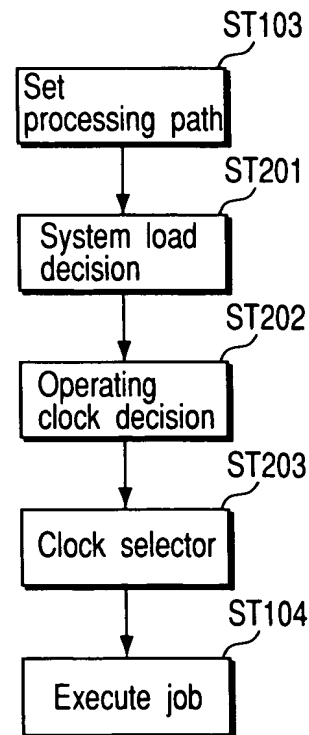 ST103
Set
processing path
ST201
System load
decision
ST202
Operating
clock decision
ST203
Clock selector
ST104
Execute job